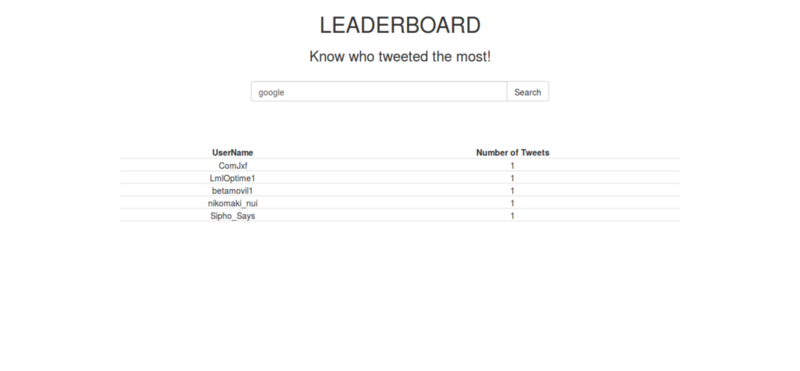 LEADERBOARD
Know who tweeted the most!
google Search
UserName Number of Tweets
ComJxf 1
LmlOptime1 1
betamovil1 1
nikomaki_nui 1
Sipho_Says 1